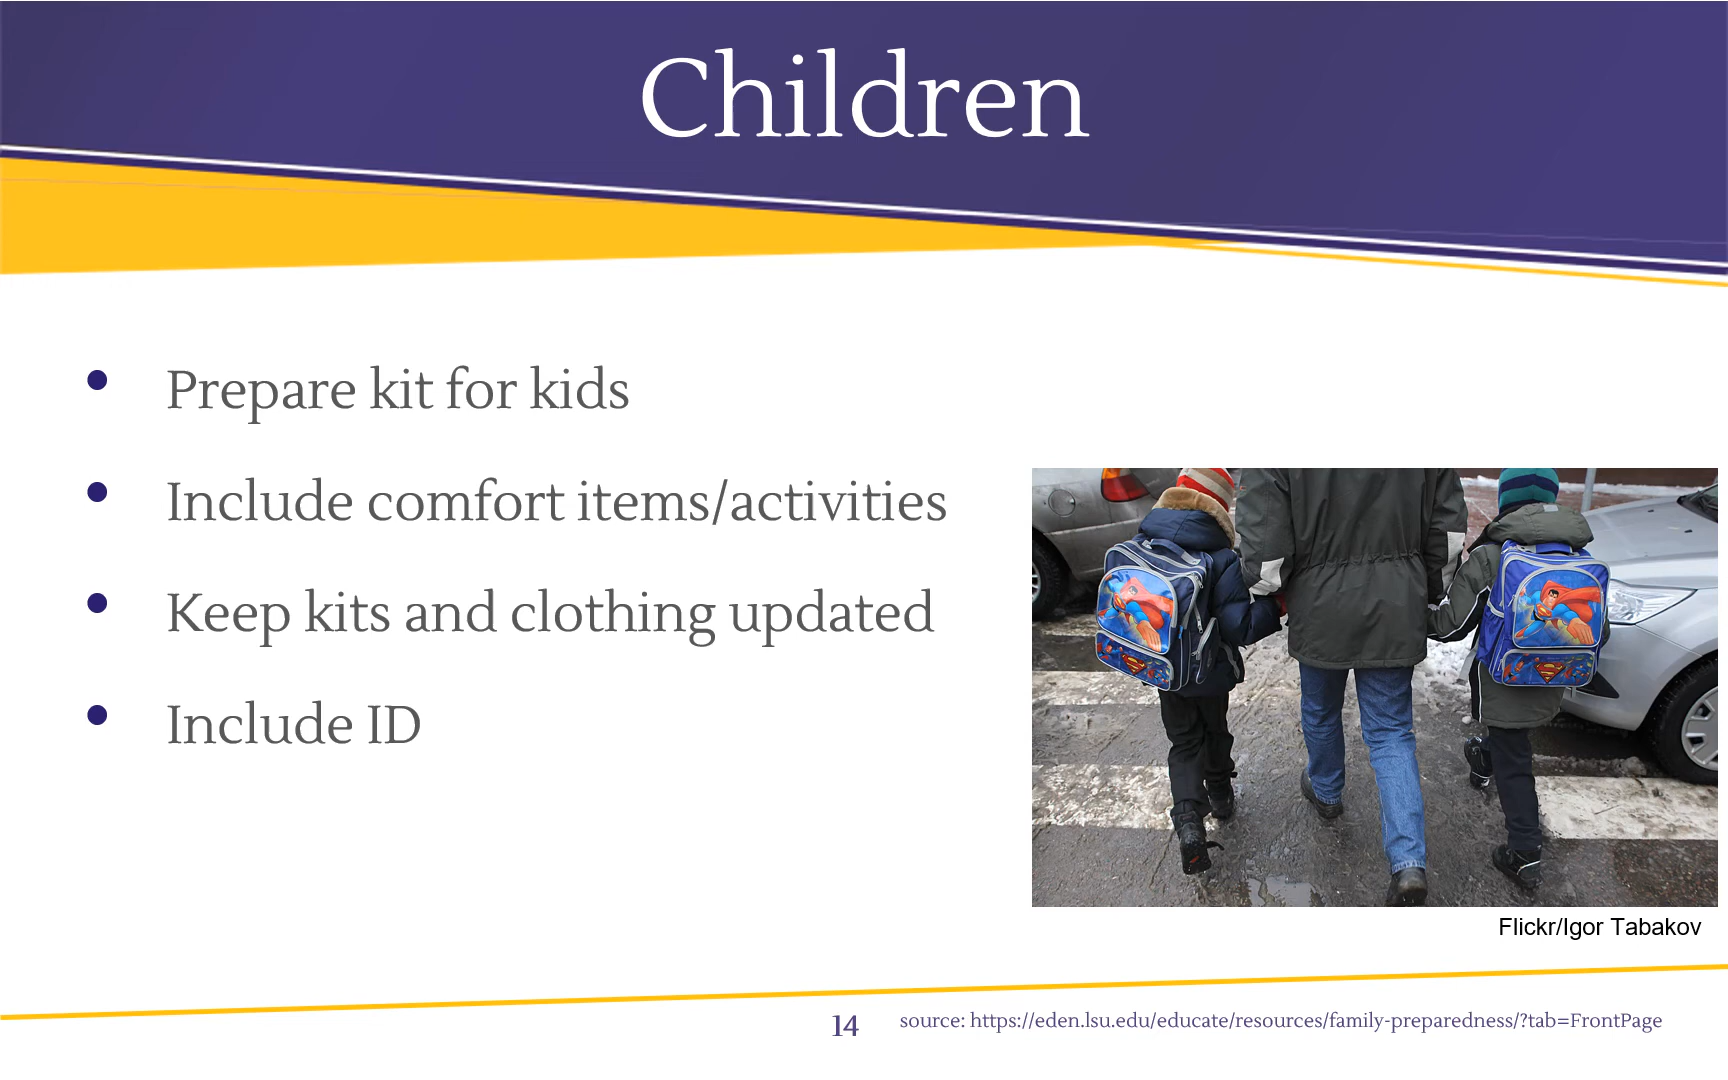 Children
• Prepare kit for kids
• Include comfort items/activities
• Keep kits and clothing updated
• Include ID
Flickr/Igor Tabakov
14
source: https://eden.lsu.edu/educate/resources/family-preparedness/?tab=FrontPage